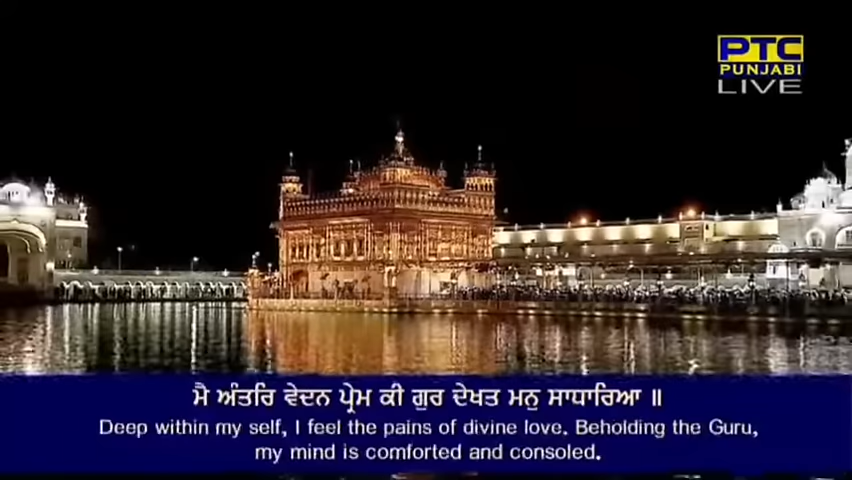 PTC
PUNJABI
LIVE
ਮੈ ਅੰਤਰਿ ਵੇਦਨ ਪ੍ਰੇਮ ਕੀ ਗੁਰ ਦੇਖਤ ਮਨੁ ਸਾਧਾਰਿਆ ॥
Deep within my self, I feel the pains of divine love. Beholding the Guru,
my mind is comforted and consoled.